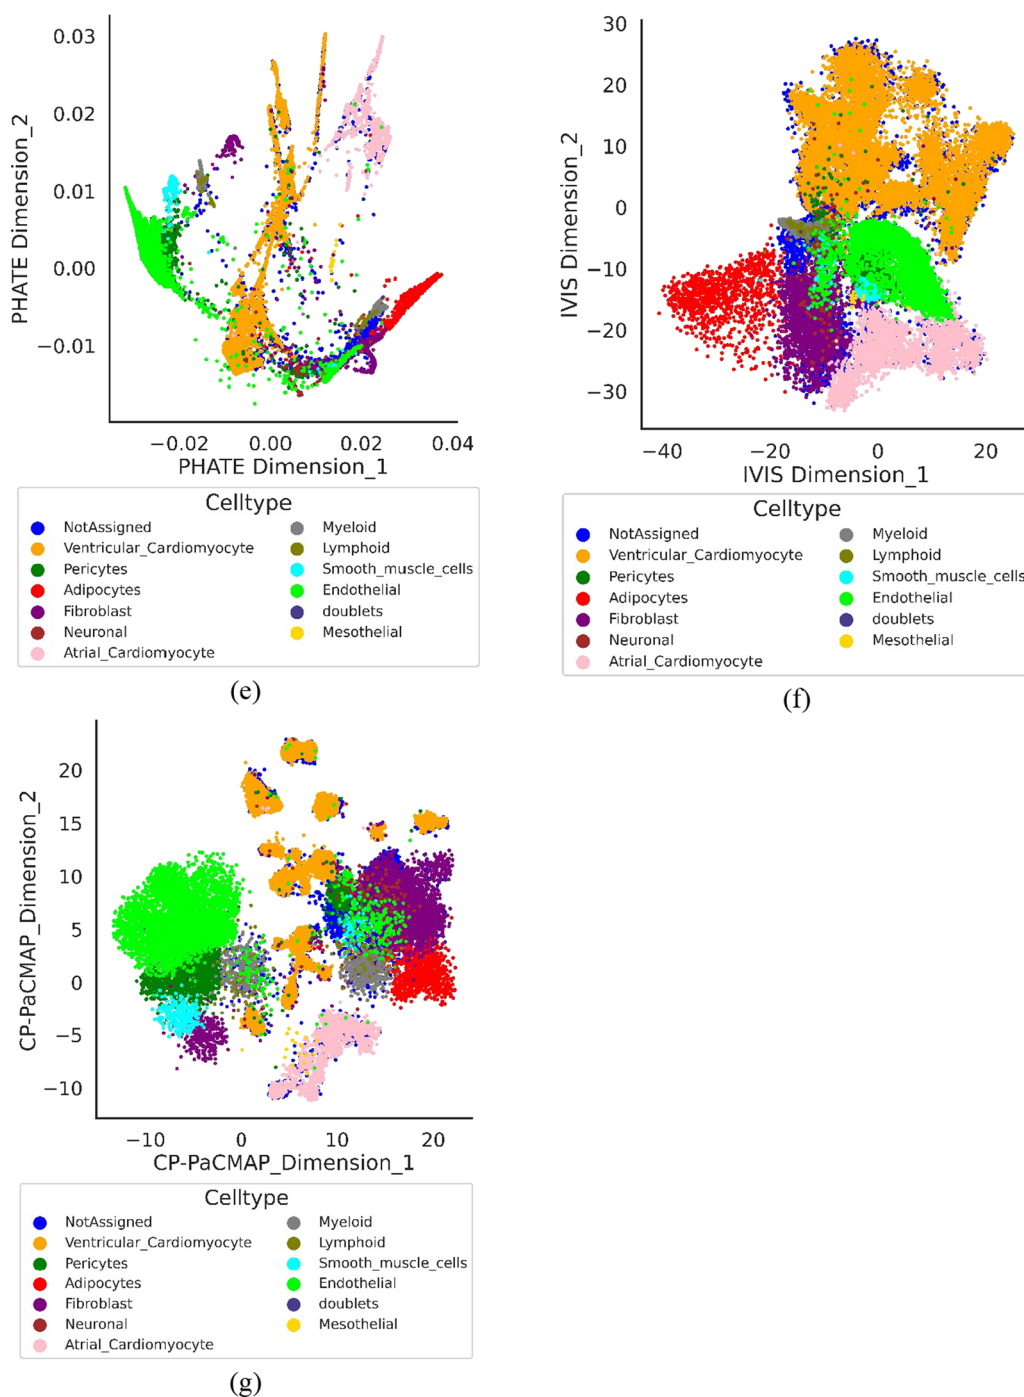 0.03
0.02
0.01
0.00
−0.01
PHATE Dimension_2
−0.02 0.00 0.02 0.04
PHATE Dimension_1
Celltype
NotAssigned
Ventricular_Cardiomyocyte
Pericytes
Adipocytes
Fibroblast
Neuronal
Atrial_Cardiomyocyte
Myeloid
Lymphoid
Smooth_muscle_cells
Endothelial
doublets
Mesothelial
(e)
30
20
10
0
−10
−20
−30
IVIS Dimension_2
−40 −20 0 20
IVIS Dimension_1
Celltype
NotAssigned
Ventricular_Cardiomyocyte
Pericytes
Adipocytes
Fibroblast
Neuronal
Atrial_Cardiomyocyte
Myeloid
Lymphoid
Smooth_muscle_cells
Endothelial
doublets
Mesothelial
(f)
20
15
10
5
0
−5
−10
CP-PaCMAP_Dimension_2
−10 0 10 20
CP-PaCMAP_Dimension_1
Celltype
NotAssigned
Ventricular_Cardiomyocyte
Pericytes
Adipocytes
Fibroblast
Neuronal
Atrial_Cardiomyocyte
Myeloid
Lymphoid
Smooth_muscle_cells
Endothelial
doublets
Mesothelial
(g)